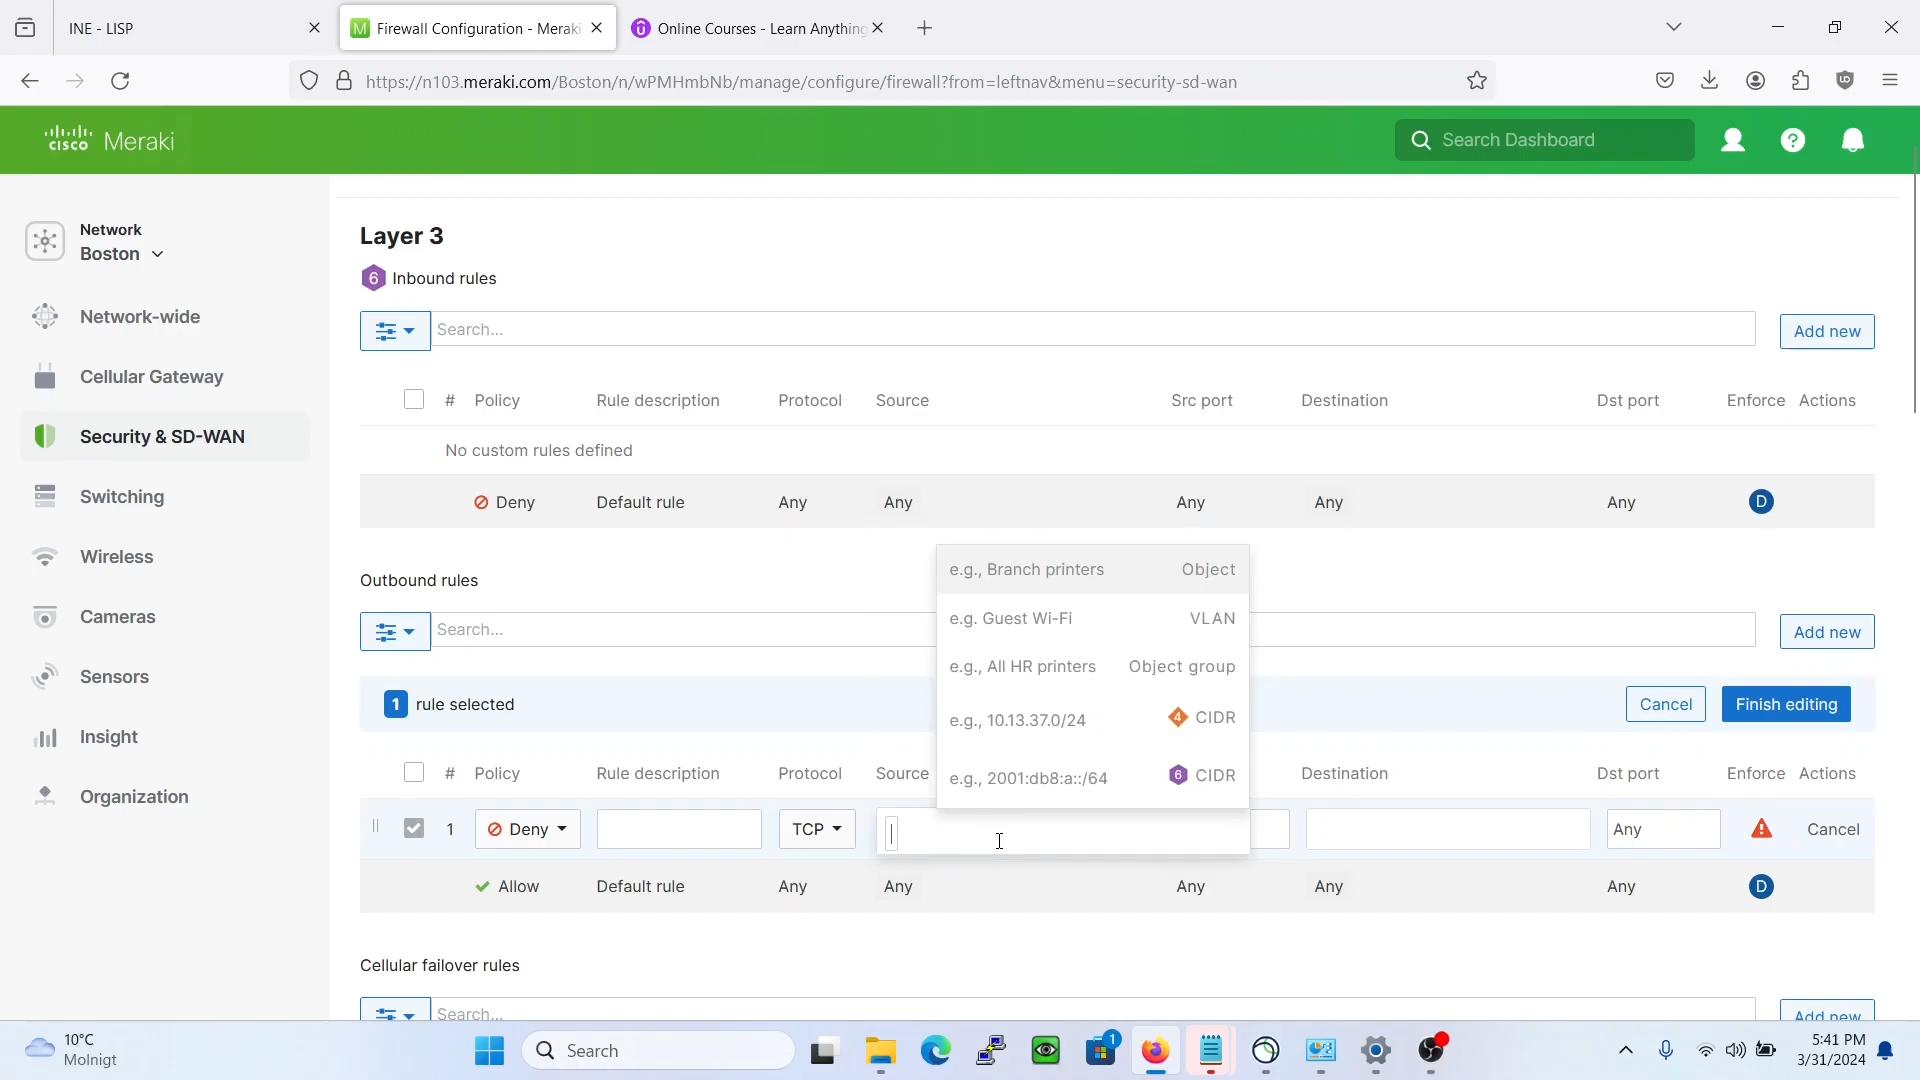 INE - LISP
Firewall Configuration - Meraki
Online Courses - Learn Anything
https://n103.meraki.com/Boston/n/wPMHmbNb/manage/configure/firewall?from=leftnav&menu=security-sd-wan
cisco Meraki
Search Dashboard
Network
Boston
Network-wide
Cellular Gateway
Security & SD-WAN
Switching
Wireless
Cameras
Sensors
Insight
Organization
Layer 3
6 Inbound rules
Search...
Add new
# Policy Rule description Protocol Source Src port Destination Dst port Enforce Actions
No custom rules defined
Deny Default rule Any Any Any Any Any D
Outbound rules
Search...
Add new
1 rule selected
Cancel Finish editing
e.g., Branch printers Object
e.g. Guest Wi-Fi VLAN
e.g., All HR printers Object group
e.g., 10.13.37.0/24 4 CIDR
e.g., 2001:db8:a::/64 6 CIDR
# Policy Rule description Protocol Source Destination Dst port Enforce Actions
1 Deny TCP Any Cancel
Allow Default rule Any Any Any Any Any D
Cellular failover rules
Search...
Add new
10°C
Molnigt
Search
1
5:41 PM
3/31/2024